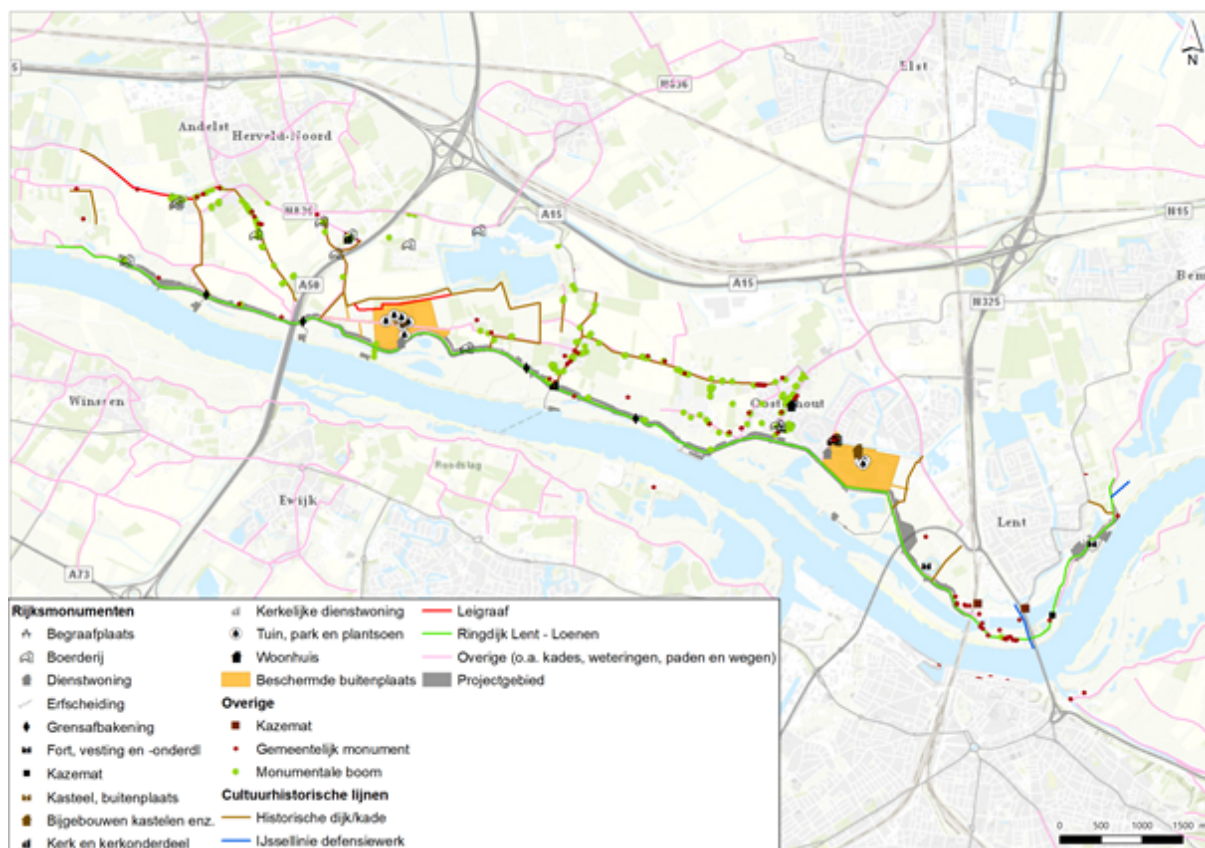 N
Elst
N836
Andelst
Herveld-Noord
N836
A15
N15
A50
A15
N325
Bem
Oosterhout
Winssen
Roodslag
Ewijk
Lent
A73
Rijksmonumenten
Begraafplaats
Boerderij
Dienstwoning
Erfscheiding
Grensafbakening
Fort, vesting en -onderdl
Kazemat
Kasteel, buitenplaats
Bijgebouwen kastelen enz.
Kerk en kerkonderdeel
Kerkelijke dienstwoning
Tuin, park en plantsoen
Woonhuis
Beschermde buitenplaats
Overige
Kazemat
Gemeentelijk monument
Monumentale boom
Cultuurhistorische lijnen
Historische dijk/kade
IJssellinie defensiewerk
Leigraaf
Ringdijk Lent - Loenen
Overige (o.a. kades, weteringen, paden en wegen)
Projectgebied
0 500 1000 1500 m